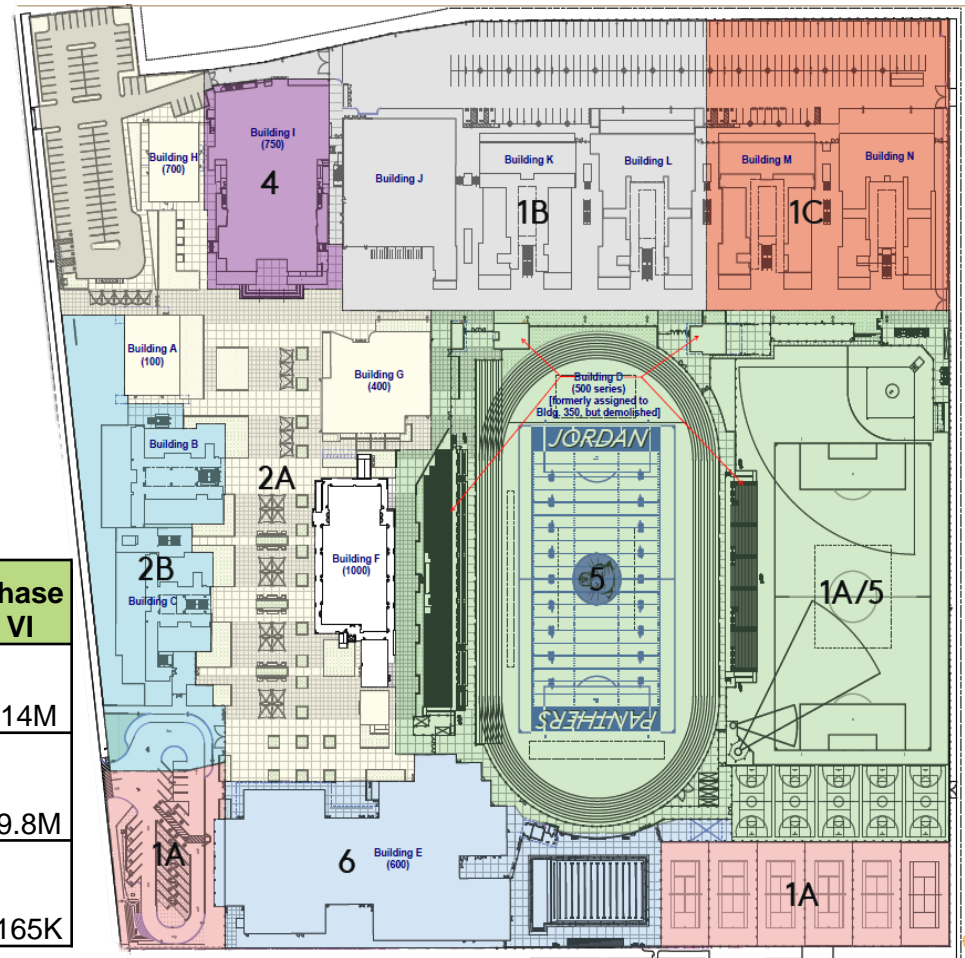 Building I
(750)
4
Building H
(700)
Building J
Building K
1B
Building L
Building M
1C
Building N
Building A
(100)
Building G
(400)
Building D
(500 series)
[formerly assigned to
Bldg. 350, but demolished]
JORDAN
Building B
2A
Building F
(1000)
2B
Building C
5
1A/5
PANTHERS
hase
VI
14M
9.8M
165K
1A
6
Building E
(600)
1A